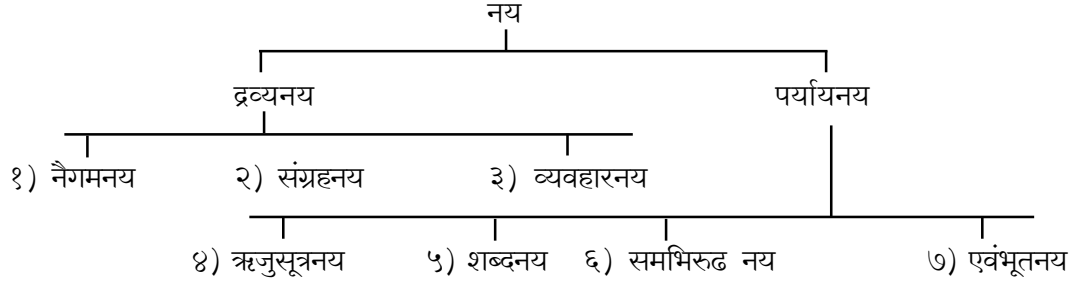 नय
द्रव्यनय पर्यायनय
१) नैगमनय २) संग्रहनय ३) व्यवहारनय
४) ऋजुसूत्रनय ५) शब्दनय ६) समभिरुढ नय ७) एवंभूतनय